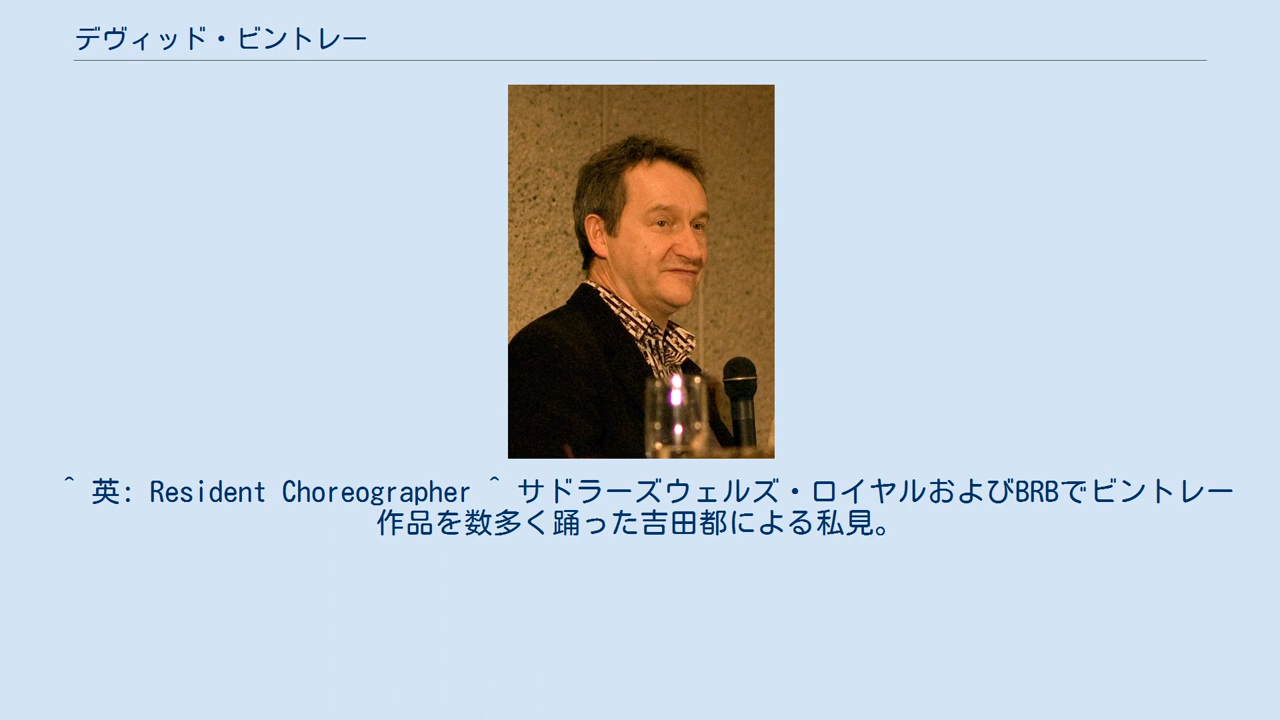 デヴィッド・ビントレー
^ 英: Resident Choreographer ^ サドラーズウェルズ・ロイヤルおよびBRBでビントレー
作品を数多く踊った吉田都による私見。